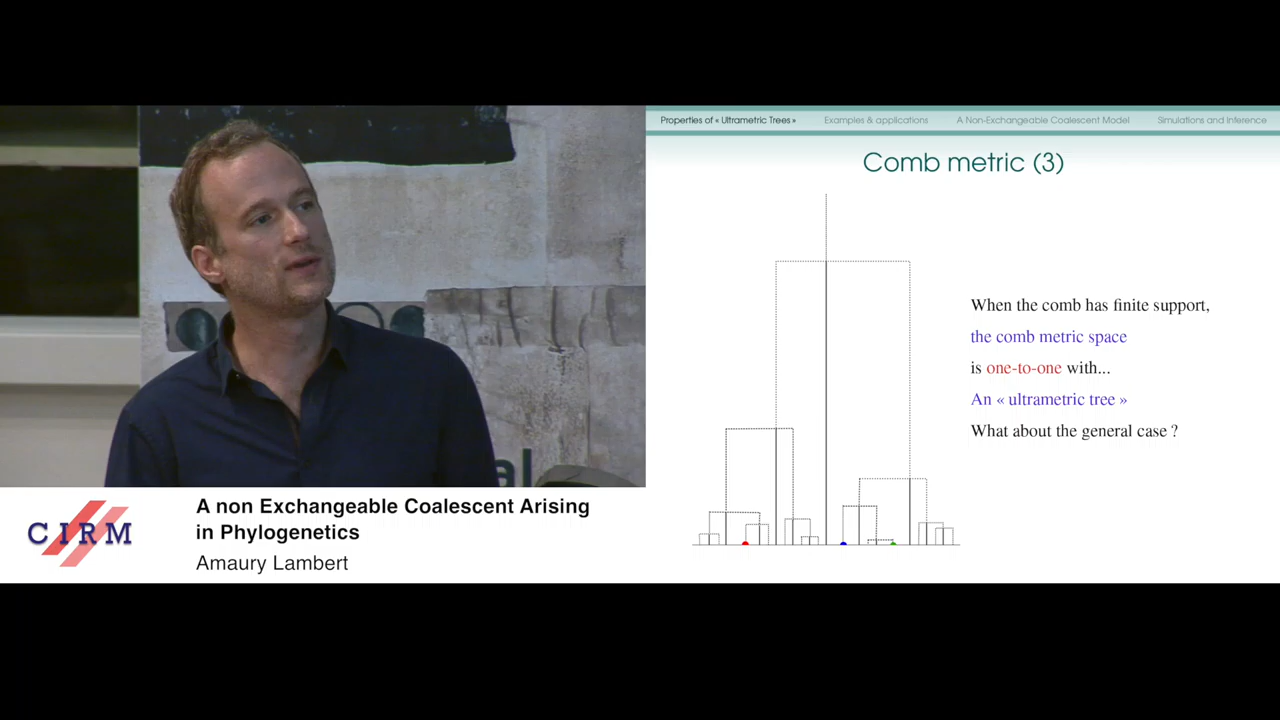 Properties of « Ultrametric Trees »
Examples & applications
A Non-Exchangeable Coalescent Model
Simulations and Inference
Comb metric (3)
When the comb has finite support,
the comb metric space
is one-to-one with...
An « ultrametric tree »
What about the general case ?
al
CIRM
A non Exchangeable Coalescent Arising
in Phylogenetics
Amaury Lambert